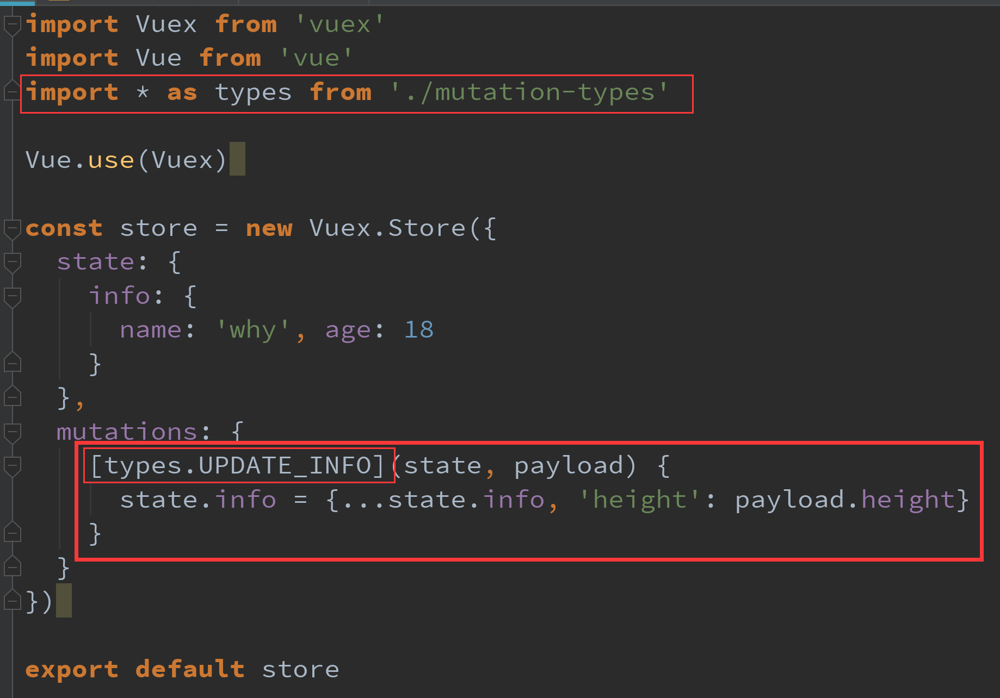 import Vuex from 'vuex'
import Vue from 'vue'
import * as types from './mutation-types'
Vue.use(Vuex)
const store = new Vuex.Store({
  state: {
    info: {
      name: 'why', age: 18
    }
  },
  mutations: {
    [types.UPDATE_INFO](state, payload) {
      state.info = {...state.info, 'height': payload.height}
    }
  }
})
export default store